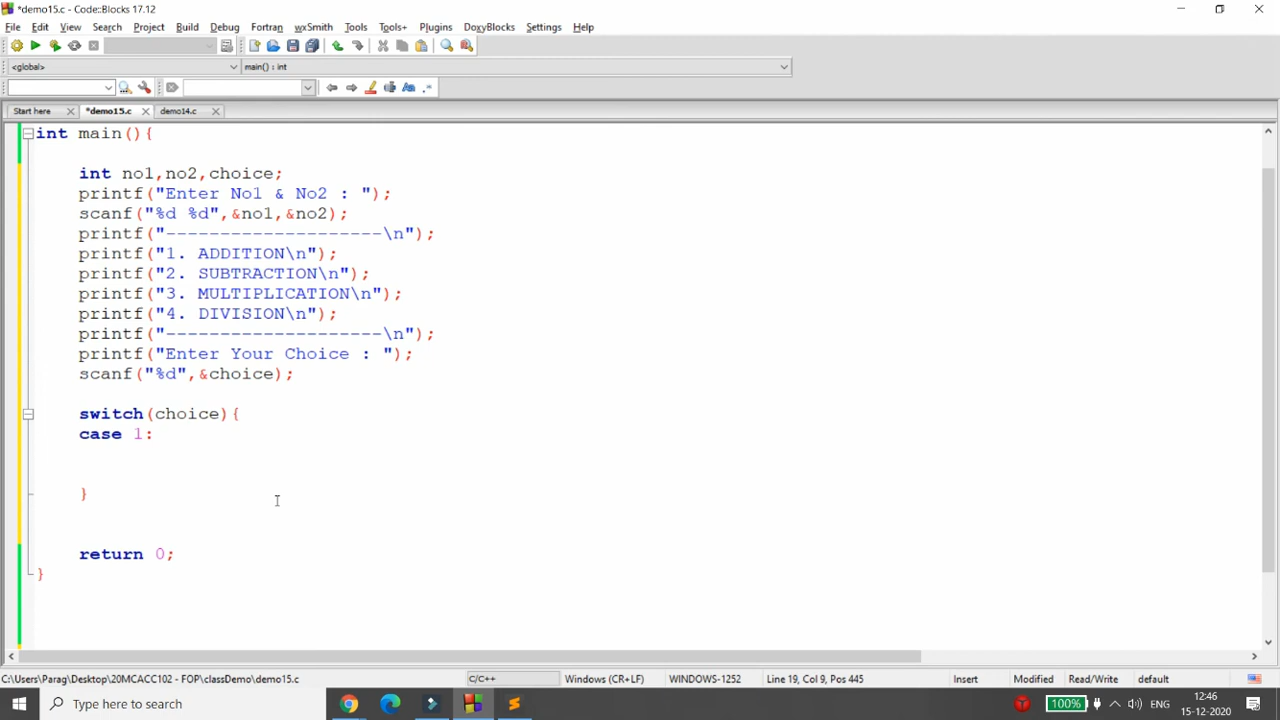 *demo15.c - Code::Blocks 17.12
File Edit View Search Project Build Debug Fortran wxSmith Tools Tools+ Plugins DoxyBlocks Settings Help
<global> main() : int
Start here *demo15.c demo14.c
int main(){
int no1,no2,choice;
printf("Enter No1 & No2 : ");
scanf("%d %d",&no1,&no2);
printf("--------------------\n");
printf("1. ADDITION\n");
printf("2. SUBTRACTION\n");
printf("3. MULTIPLICATION\n");
printf("4. DIVISION\n");
printf("--------------------\n");
printf("Enter Your Choice : ");
scanf("%d",&choice);
switch(choice){
case 1:
}
return 0;
}
C:\Users\Parag\Desktop\20MCACC102 - FOP\classDemo\demo15.c C/C++ Windows (CR+LF) WINDOWS-1252 Line 19, Col 9, Pos 445 Insert Modified Read/Write default
Type here to search 100% ENG 12:46
15-12-2020